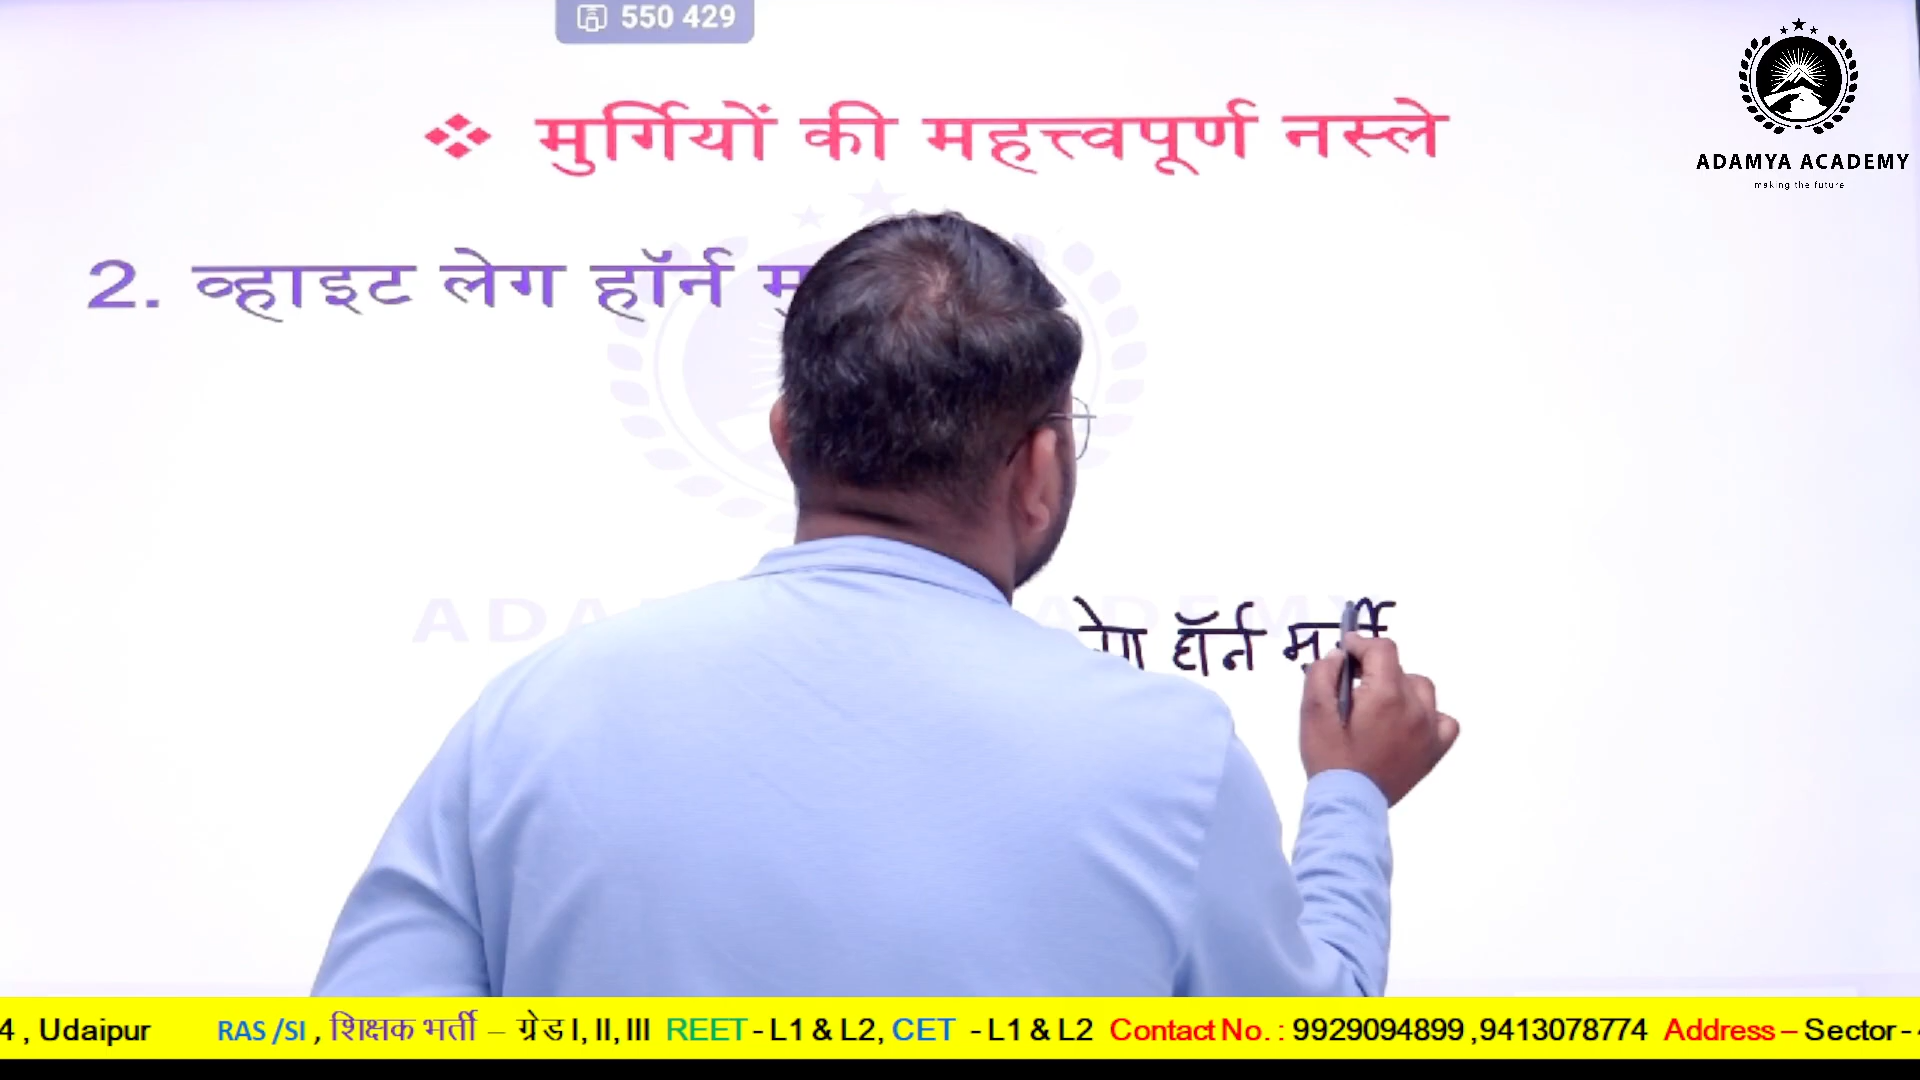 550 429
ADAMYA ACADEMY
making the future
❖ मुर्गियों की महत्त्वपूर्ण नस्ले
2. व्हाइट लेग हॉर्न
हॉर्न
4 , Udaipur RAS /SI , शिक्षक भर्ती – ग्रेड I, II, III REET - L1 & L2, CET - L1 & L2 Contact No. : 9929094899 ,9413078774 Address – Sector -